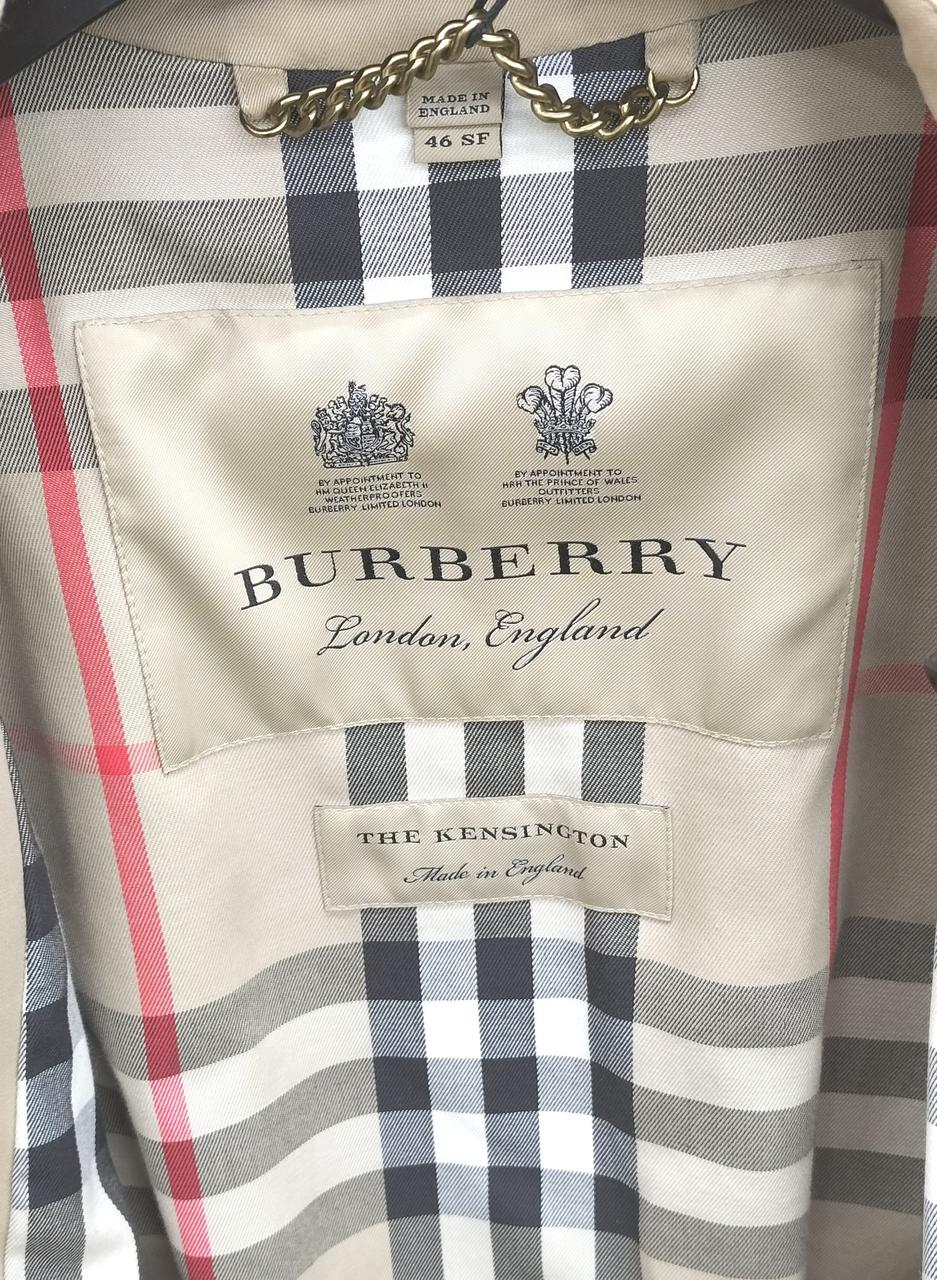 MADE IN
ENGLAND
46 SF
BY APPOINTMENT TO
HM QUEEN ELIZABETH II
WEATHERPROOFERS
BURBERRY LIMITED LONDON
BY APPOINTMENT TO
HRH THE PRINCE OF WALES
OUTFITTERS
BURBERRY LIMITED LONDON
BURBERRY
London, England
THE KENSINGTON
Made in England